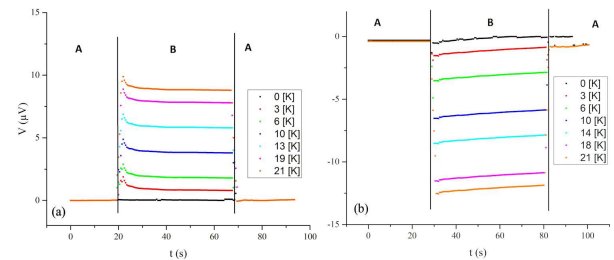 A
B
A
15
10
5
0
V (µV)
0 [K]
3 [K]
6 [K]
10 [K]
13 [K]
19 [K]
21 [K]
(a)
0 20 40 60 80 100
t (s)
A
B
A
0
-5
-10
-15
0 [K]
3 [K]
6 [K]
10 [K]
14 [K]
18 [K]
21 [K]
(b)
0 20 40 60 80 100
t (s)